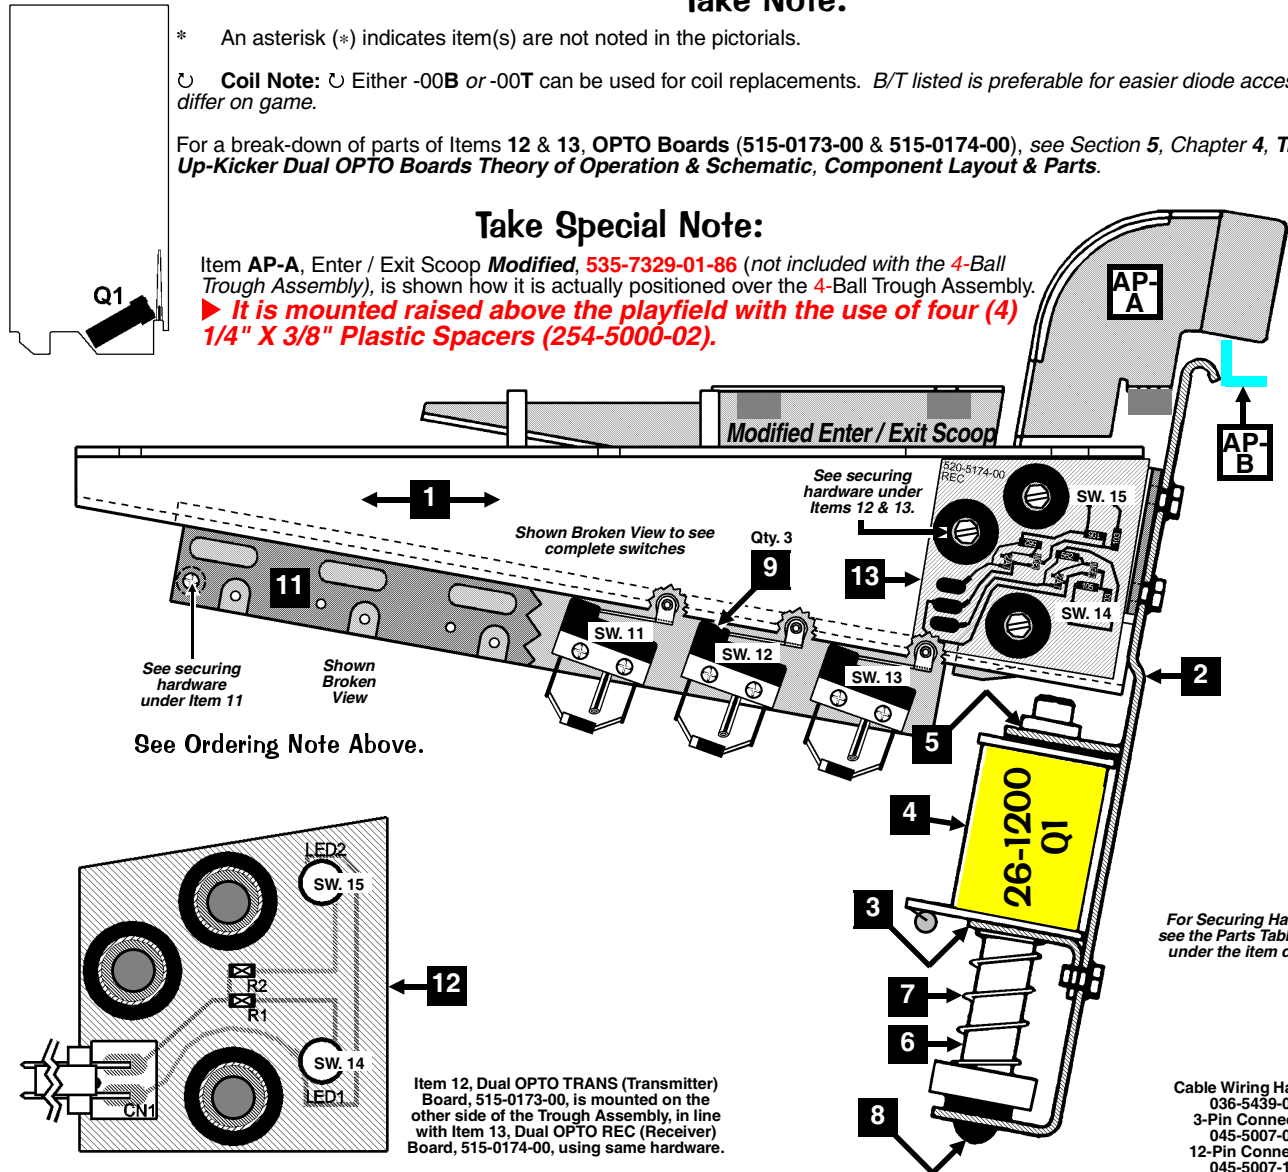 Take Note:
* An asterisk (*) indicates item(s) are not noted in the pictorials.
↻ Coil Note: ↻ Either -00B or -00T can be used for coil replacements. B/T listed is preferable for easier diode
differ on game.
For a break-down of parts of Items 12 & 13, OPTO Boards (515-0173-00 & 515-0174-00), see Section 5, Chapter 4,
Up-Kicker Dual OPTO Boards Theory of Operation & Schematic, Component Layout & Parts.
Q1
Take Special Note:
Item AP-A, Enter / Exit Scoop Modified, 535-7329-01-86 (not included with the 4-Ball
Trough Assembly), is shown how it is actually positioned over the 4-Ball Trough Assembly.
▶ It is mounted raised above the playfield with the use of four (4)
1/4" X 3/8" Plastic Spacers (254-5000-02).
AP-
A
AP-
B
Modified Enter / Exit Scoop
520-5174-00
REC
See securing
hardware under
Items 12 & 13.
SW. 15
SW. 14
1
Shown Broken View to see
complete switches
Qty. 3
9
13
11
SW. 11
SW. 12
SW. 13
See securing
hardware
under Item 11
Shown
Broken
View
2
5
See Ordering Note Above.
4
26-1200
Q1
3
7
6
8
LED2
SW. 15
R2
R1
12
SW. 14
LED1
CN1
Item 12, Dual OPTO TRANS (Transmitter)
Board, 515-0173-00, is mounted on the
other side of the Trough Assembly, in line
with Item 13, Dual OPTO REC (Receiver)
Board, 515-0174-00, using same hardware.
For Securing
see the Parts
under the item
Cable Wiring
036-5439-0
3-Pin
045-5007-0
12-Pin
045-5007-1